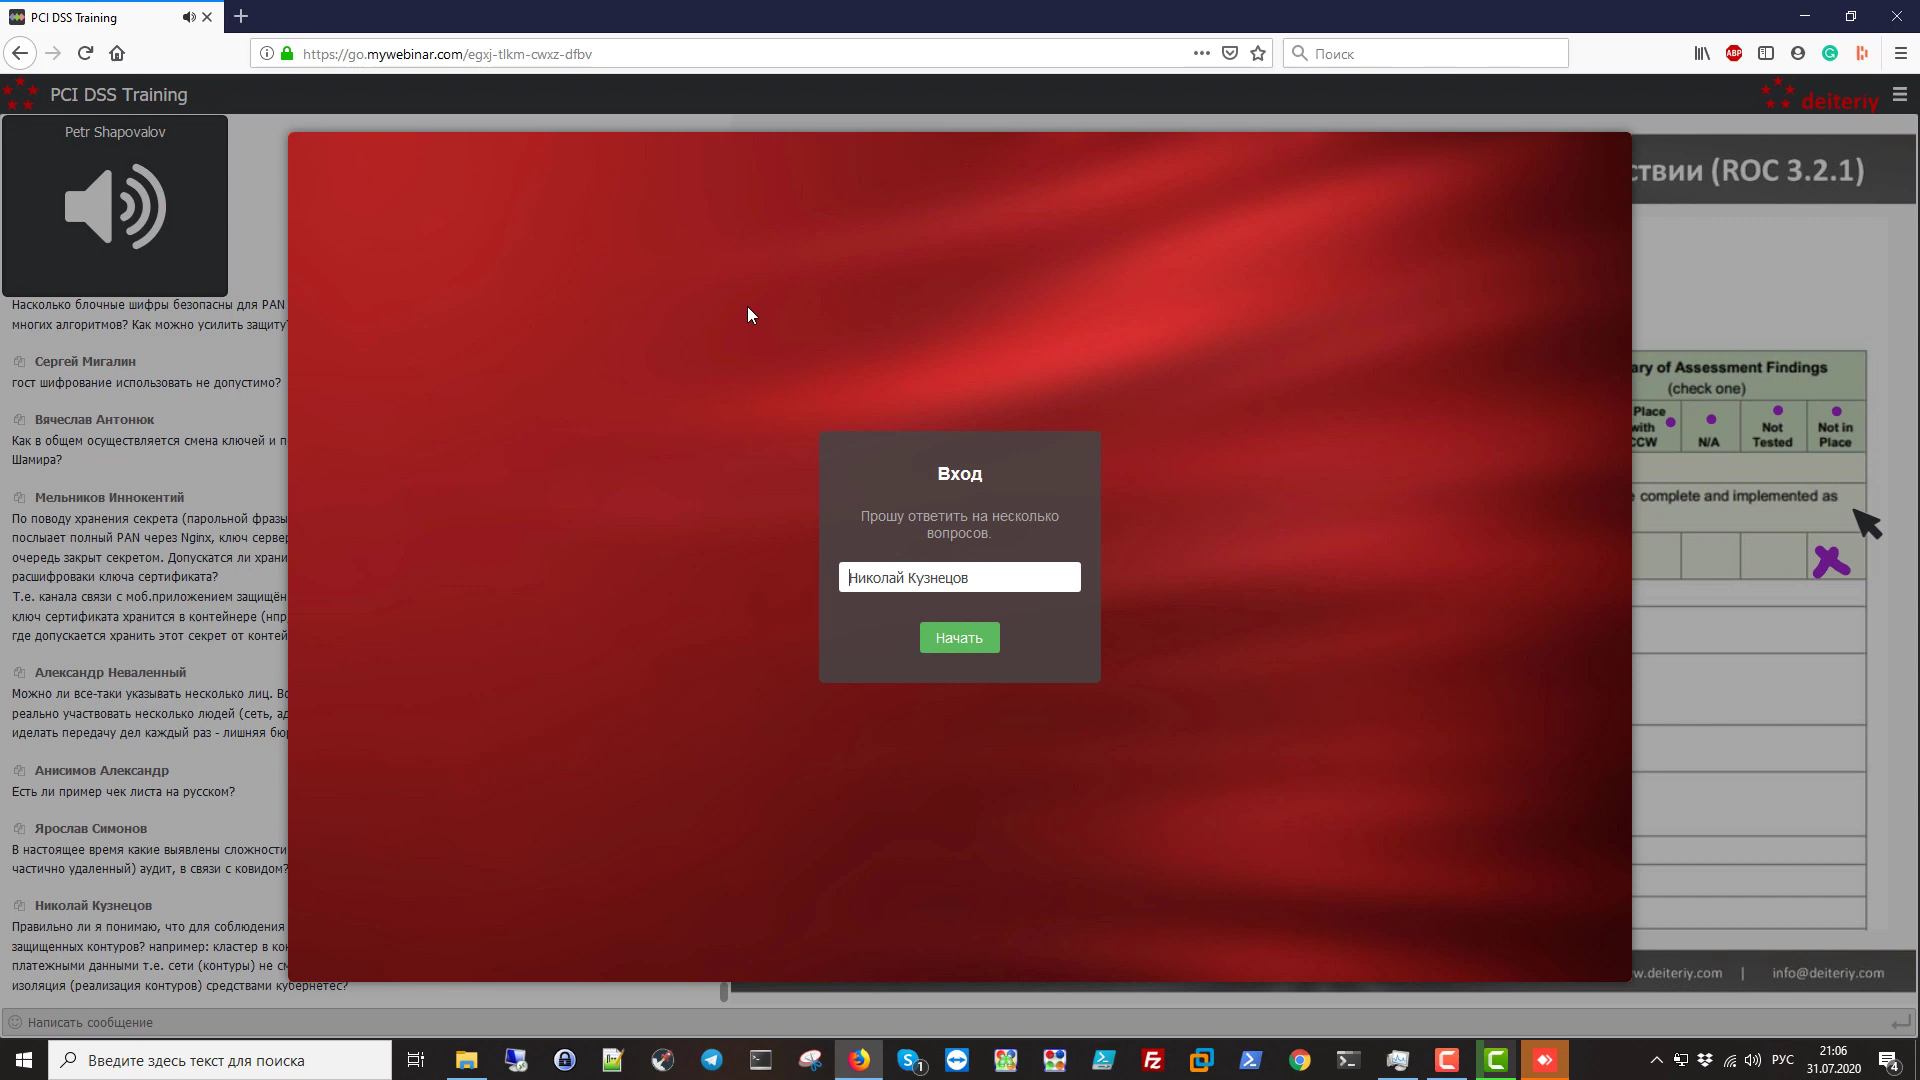 PCI DSS Training
https://go.mywebinar.com/egxj-tlkm-cwxz-dfbv
Поиск
ABP
PCI DSS Training
deiteriy
Petr Shapovalov
ствии (ROC 3.2.1)
Насколько блочные шифры безопасны для PAN
многих алгоритмов? Как можно усилить защиту?
Сергей Мигалин
гост шифрование использовать не допустимо?
Вячеслав Антонюк
Как в общем осуществляется смена ключей и п
Шамира?
Мельников Иннокентий
По поводу хранения секрета (парольной фразы
послыает полный PAN через Nginx, ключ сервер
очередь закрыт секретом. Допускатся ли храни
расшифроваки ключа сертификата?
Т.е. канала связи с моб.приложением защищён
ключ сертификата хранится в контейнере (нпр
где допускается хранить этот секрет от контей
Александр Неваленный
Можно ли все-таки указывать несколько лиц. Во
реально участвовать несколько людей (сеть, ад
иделать передачу дел каждый раз - лишняя бюр
Анисимов Александр
Есть ли пример чек листа на русском?
Ярослав Симонов
В настоящее время какие выявлены сложности
частично удаленный) аудит, в связи с ковидом?
Николай Кузнецов
Правильно ли я понимаю, что для соблюдения
защищенных контуров? например: кластер в кон
платежными данными т.е. сети (контуры) не см
изоляция (реализация контуров) средствами кубернетес?
Написать сообщение
Вход
Прошу ответить на несколько
вопросов.
Николай Кузнецов
Начать
ary of Assessment Findings
(check one)
Place
with
CCW
N/A
Not
Tested
Not in
Place
e complete and implemented as
w.deiteriy.com | info@deiteriy.com
Введите здесь текст для поиска
1
РУС
21:06
31.07.2020
4